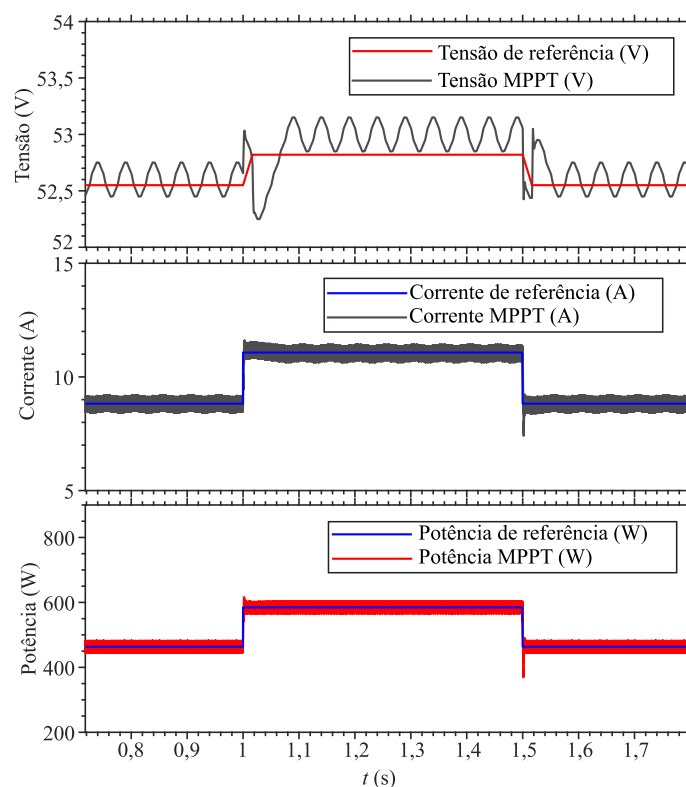 54
53,5
53
52,5
52
Tensão (V)
Tensão de referência (V)
Tensão MPPT (V)
15
10
5
Corrente (A)
Corrente de referência (A)
Corrente MPPT (A)
800
600
400
200
Potência (W)
Potência de referência (W)
Potência MPPT (W)
0,8 0,9 1 1,1 1,2 1,3 1,4 1,5 1,6 1,7
t (s)